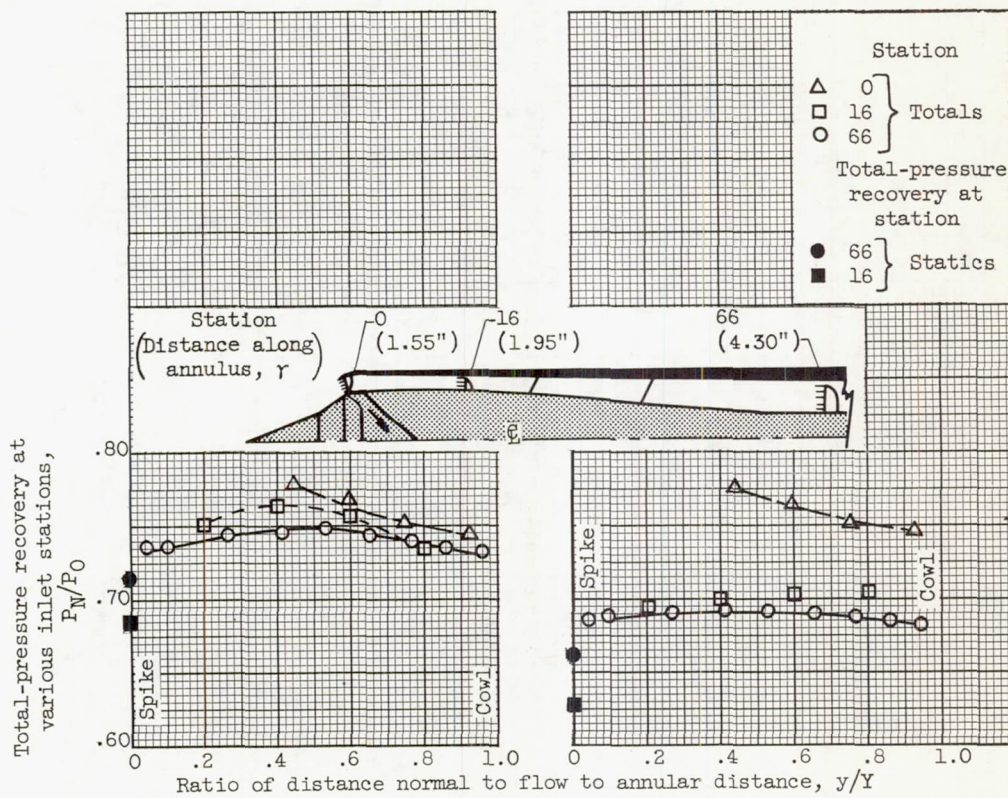 Station
0
16
66
Totals
Total-pressure
recovery at
station
66
16
Statics
Station
(Distance along
annulus, r)
0
(1.55")
16
(1.95")
66
(4.30")
℄
Total-pressure recovery at
various inlet stations,
P_N/P_0
.80
.70
.60
Spike
Cowl
0 .2 .4 .6 .8 1.0
Spike
Cowl
0 .2 .4 .6 .8 1.0
Ratio of distance normal to flow to annular distance, y/Y